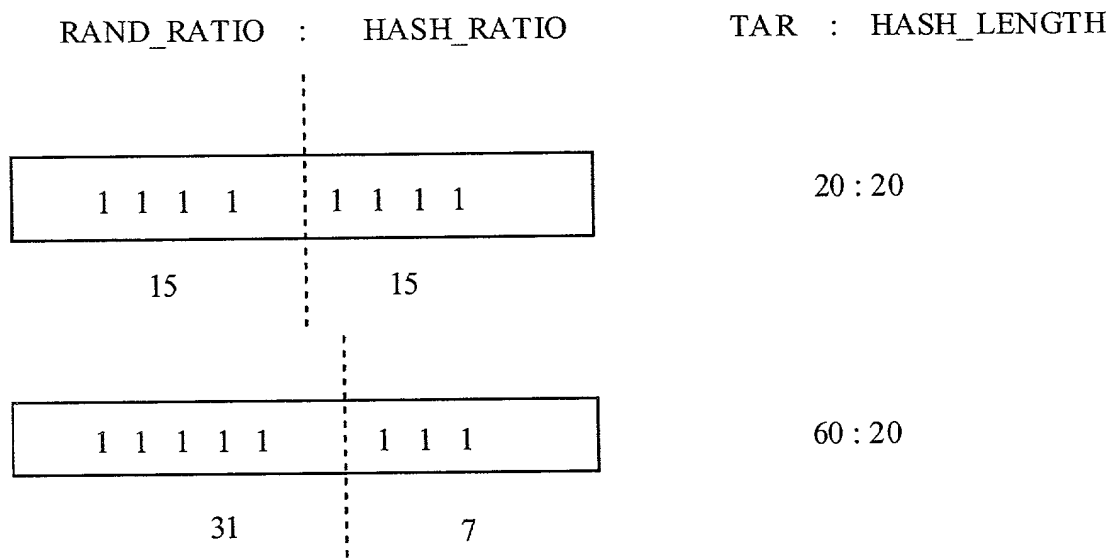 RAND_RATIO : HASH_RATIO TAR : HASH_LENGTH
1 1 1 1 1 1 1 1 20 : 20
15 15
1 1 1 1 1 1 1 1 60 : 20
31 7